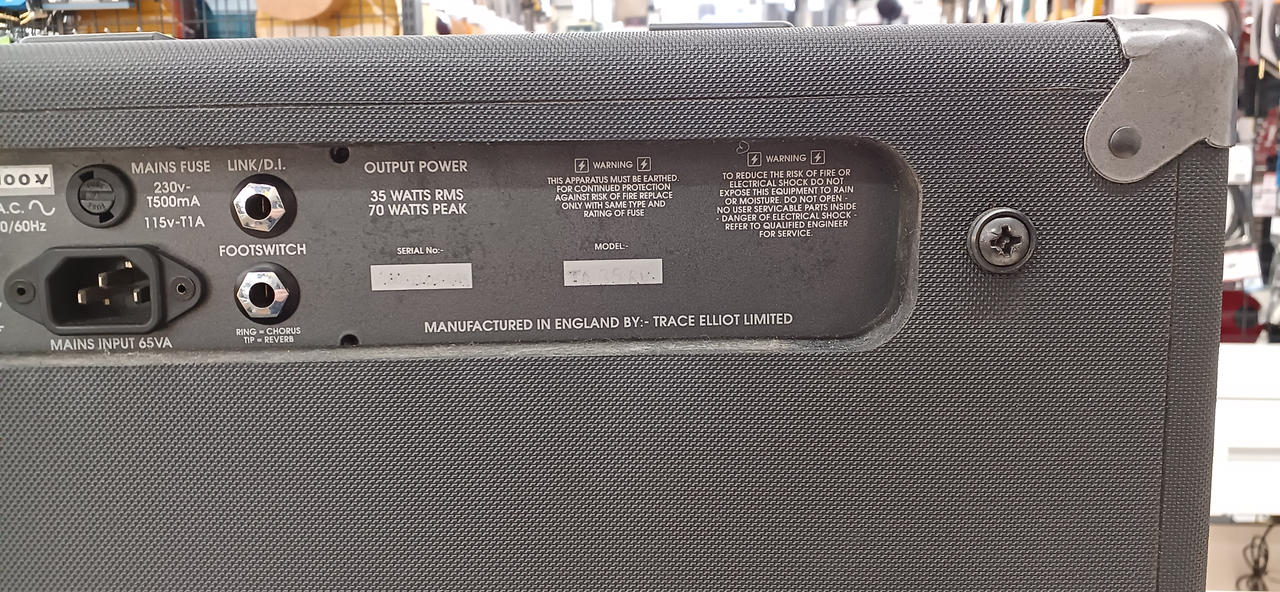 100V
A.C.
0/60Hz
MAINS FUSE
230v-
T500mA
115v-T1A
MAINS INPUT 65VA
LINK/D.I.
FOOTSWITCH
RING = CHORUS
TIP = REVERB
OUTPUT POWER
35 WATTS RMS
70 WATTS PEAK
SERIAL No:-
MODEL:-
WARNING
THIS APPARATUS MUST BE EARTHED.
FOR CONTINUED PROTECTION
AGAINST RISK OF FIRE REPLACE
ONLY WITH SAME TYPE AND
RATING OF FUSE
WARNING
TO REDUCE THE RISK OF FIRE OR
ELECTRICAL SHOCK DO NOT
EXPOSE THIS EQUIPMENT TO RAIN
OR MOISTURE. DO NOT OPEN -
NO USER SERVICABLE PARTS INSIDE
- DANGER OF ELECTRICAL SHOCK -
REFER TO QUALIFIED ENGINEER
FOR SERVICE.
MANUFACTURED IN ENGLAND BY:- TRACE ELLIOT LIMITED